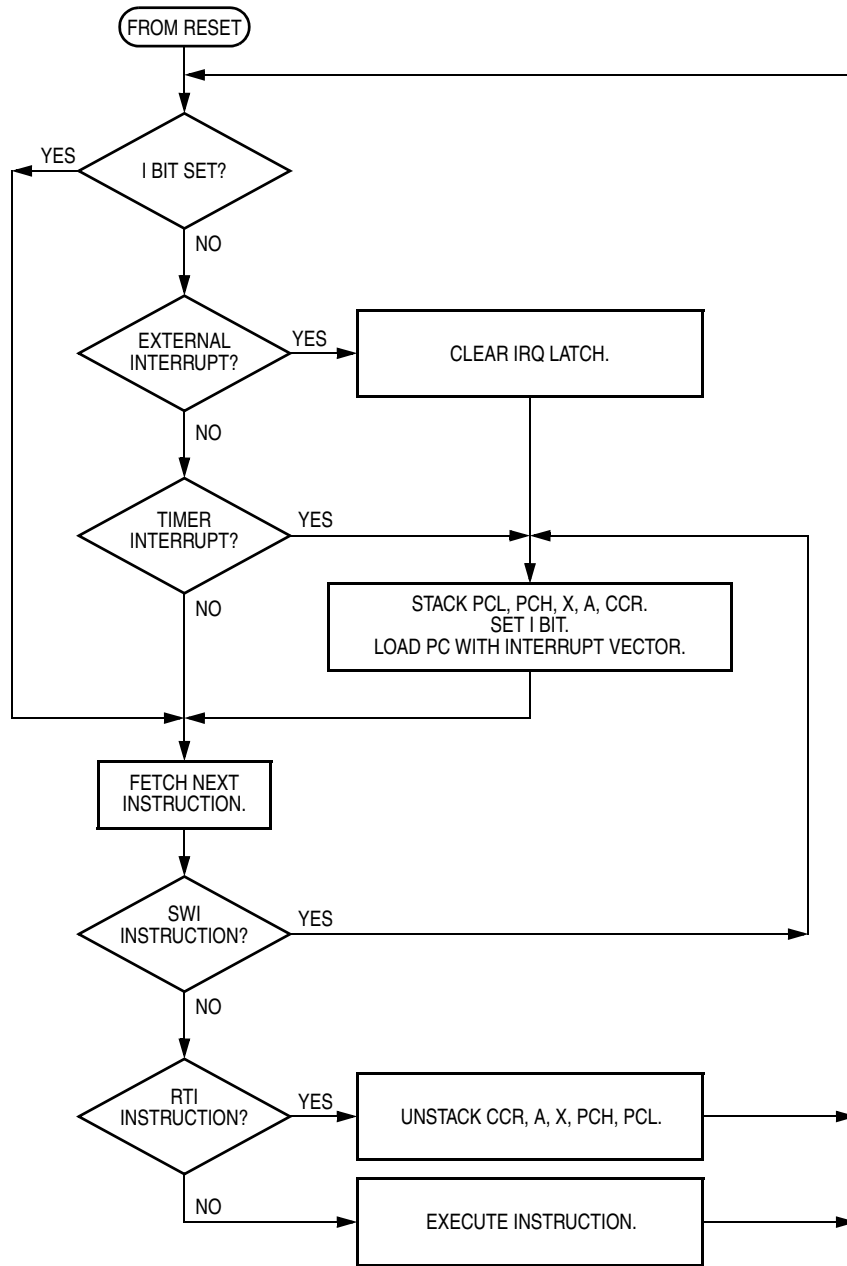 FROM RESET
I BIT SET?
YES
NO
EXTERNAL
INTERRUPT?
YES
CLEAR IRQ LATCH.
NO
TIMER
INTERRUPT?
YES
NO
STACK PCL, PCH, X, A, CCR.
SET I BIT.
LOAD PC WITH INTERRUPT VECTOR.
FETCH NEXT
INSTRUCTION.
SWI
INSTRUCTION?
YES
NO
RTI
INSTRUCTION?
YES
UNSTACK CCR, A, X, PCH, PCL.
NO
EXECUTE INSTRUCTION.